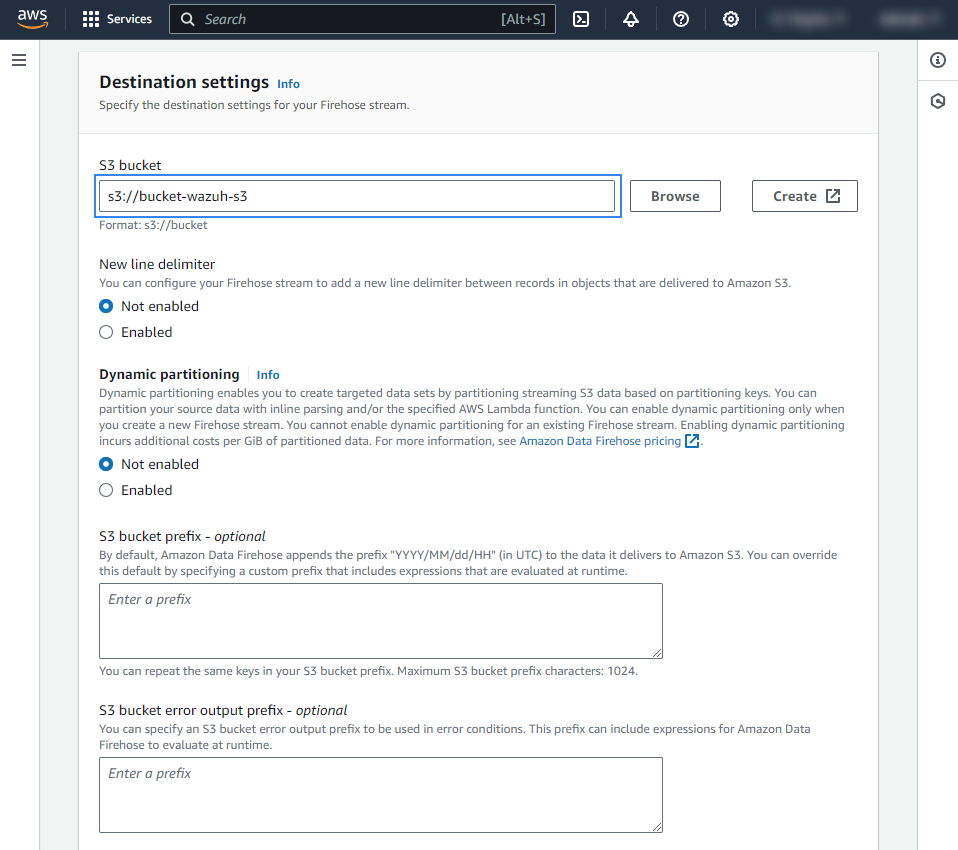 aws
Services
Search
[Alt+S]
Destination settings Info
Specify the destination settings for your Firehose stream.
S3 bucket
s3://bucket-wazuh-s3
Browse
Create
Format: s3://bucket
New line delimiter
You can configure your Firehose stream to add a new line delimiter between records in objects that are delivered to Amazon S3.
Not enabled
Enabled
Dynamic partitioning Info
Dynamic partitioning enables you to create targeted data sets by partitioning streaming S3 data based on partitioning keys. You can
partition your source data with inline parsing and/or the specified AWS Lambda function. You can enable dynamic partitioning only when
you create a new Firehose stream. You cannot enable dynamic partitioning for an existing Firehose stream. Enabling dynamic partitioning
incurs additional costs per GiB of partitioned data. For more information, see Amazon Data Firehose pricing.
Not enabled
Enabled
S3 bucket prefix - optional
By default, Amazon Data Firehose appends the prefix "YYYY/MM/dd/HH" (in UTC) to the data it delivers to Amazon S3. You can override
this default by specifying a custom prefix that includes expressions that are evaluated at runtime.
Enter a prefix
You can repeat the same keys in your S3 bucket prefix. Maximum S3 bucket prefix characters: 1024.
S3 bucket error output prefix - optional
You can specify an S3 bucket error output prefix to be used in error conditions. This prefix can include expressions for Amazon Data
Firehose to evaluate at runtime.
Enter a prefix